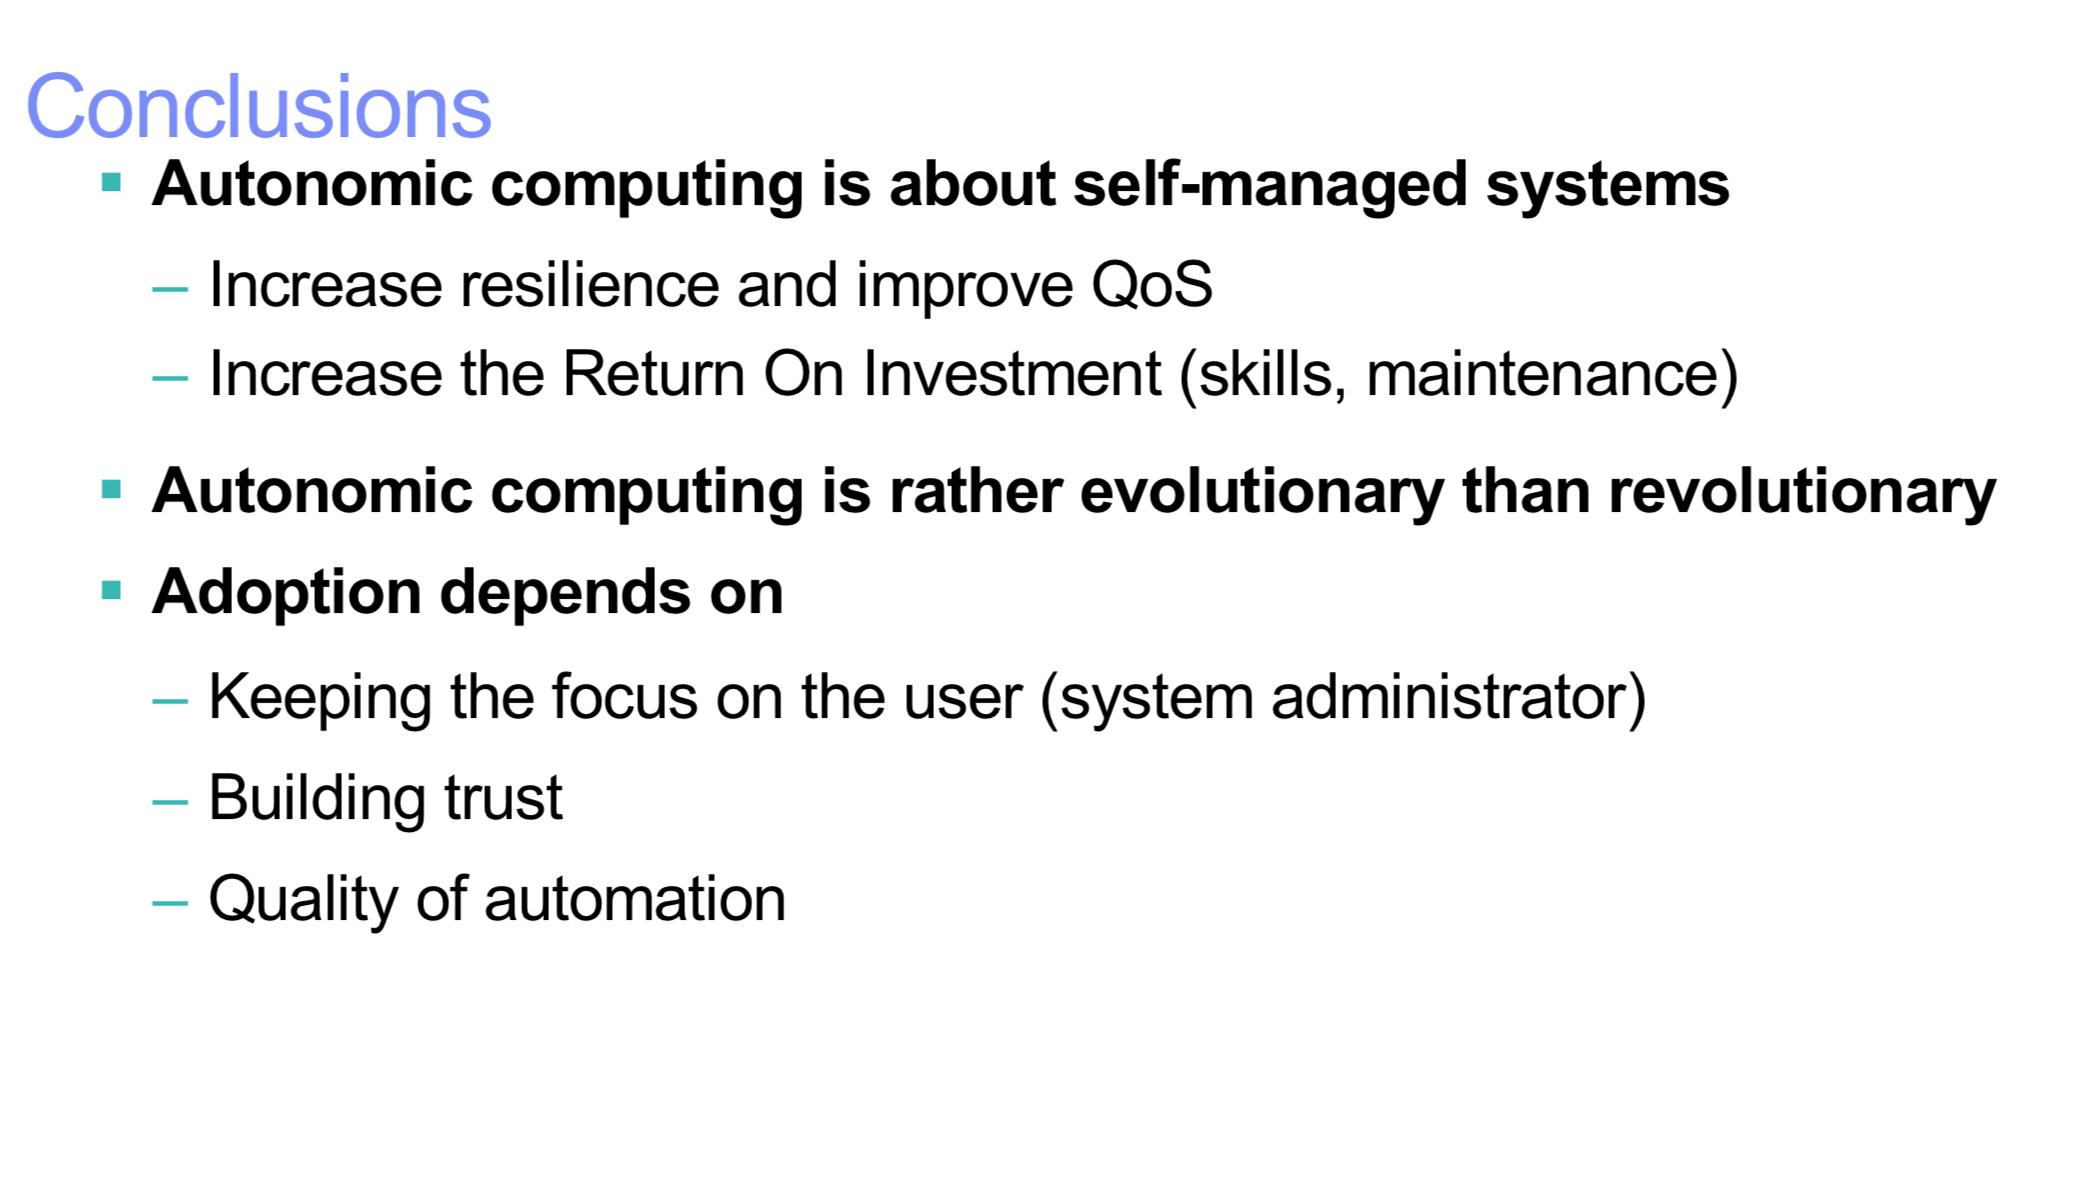 Conclusions
▪ Autonomic computing is about self-managed systems
– Increase resilience and improve QoS
– Increase the Return On Investment (skills, maintenance)
▪ Autonomic computing is rather evolutionary than revolutionary
▪ Adoption depends on
– Keeping the focus on the user (system administrator)
– Building trust
– Quality of automation